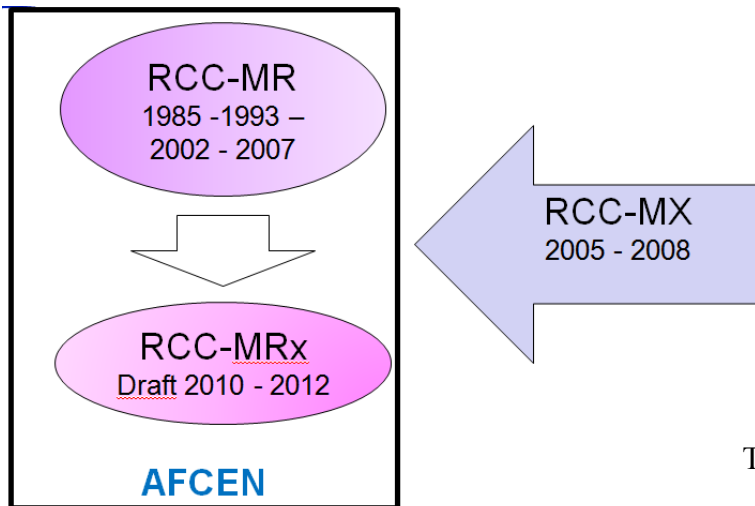 RCC-MR
1985 -1993 –
2002 - 2007
RCC-MX
2005 - 2008
RCC-MRx
Draft 2010 - 2012
T
AFCEN